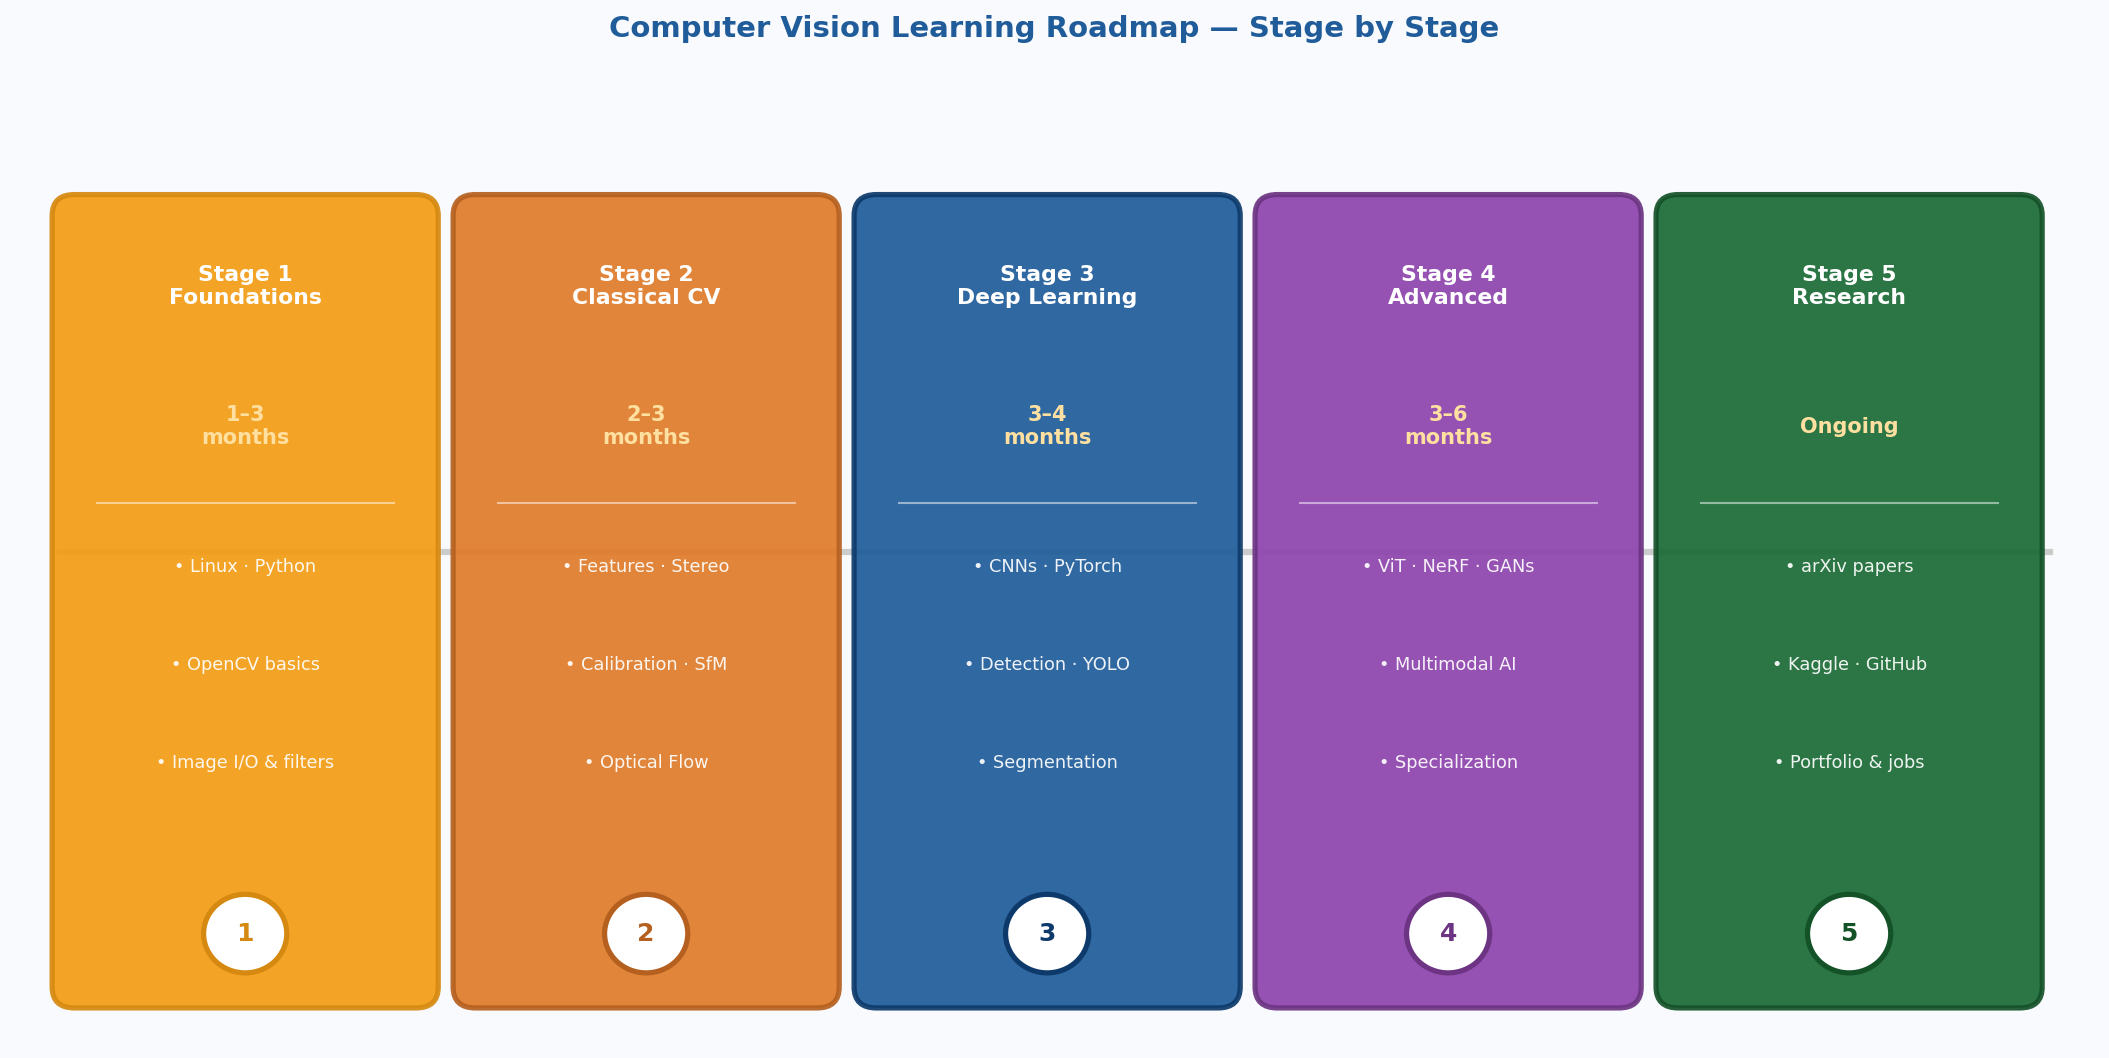 Computer Vision Learning Roadmap — Stage by Stage
Stage 1
Foundations
1–3
months
• Linux · Python
• OpenCV basics
• Image I/O & filters
1
Stage 2
Classical CV
2–3
months
• Features · Stereo
• Calibration · SfM
• Optical Flow
2
Stage 3
Deep Learning
3–4
months
• CNNs · PyTorch
• Detection · YOLO
• Segmentation
3
Stage 4
Advanced
3–6
months
• ViT · NeRF · GANs
• Multimodal AI
• Specialization
4
Stage 5
Research
Ongoing
• arXiv papers
• Kaggle · GitHub
• Portfolio & jobs
5